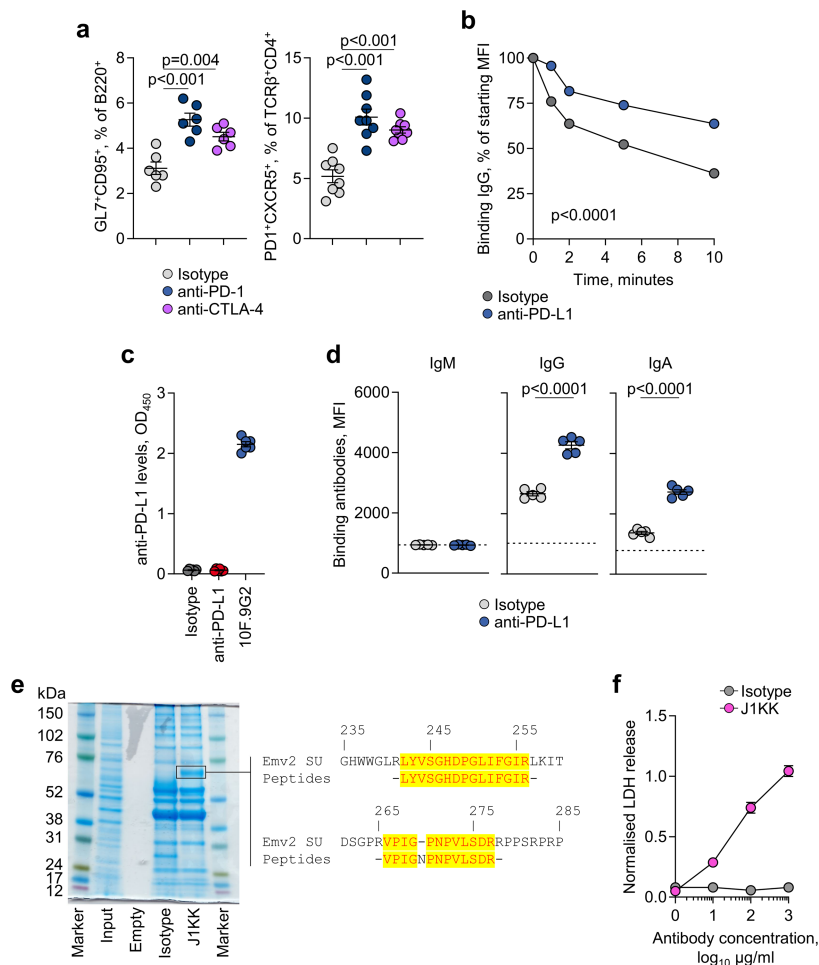 a
GL7⁺CD95⁺, % of B220⁺
8
6
4
2
0
p=0.004
p<0.001
PD1⁺CXCR5⁺, % of TCRβ⁺CD4⁺
15
10
5
0
p<0.001
p<0.001
Isotype
anti-PD-1
anti-CTLA-4
b
Binding IgG, % of starting MFI
100
75
50
25
0
p<0.0001
0 2 4 6 8 10
Time, minutes
Isotype
anti-PD-L1
c
anti-PD-L1 levels, OD₄₅₀
3
2
1
0
Isotype
anti-PD-L1
10F.9G2
d
IgM IgG IgA
Binding antibodies, MFI
6000
4000
2000
0
p<0.0001 p<0.0001
Isotype
anti-PD-L1
e
kDa
150
102
76
52
38
31
24
17
12
Marker
Input
Empty
Isotype
J1KK
Marker
235 245 255
Emv2 SU GHWWGLRLYVSGHDPGLIFGIRLKIT
Peptides –LYVSGHDPGLIFGIR–
265 275 285
Emv2 SU DSGPRVPIG–PNPVLSDRRPPSRPRP
Peptides –VPIGNPNPVLSDR–
f
Isotype
J1KK
Normalised LDH release
1.5
1.0
0.5
0.0
0 1 2 3
Antibody concentration,
log₁₀ µg/ml